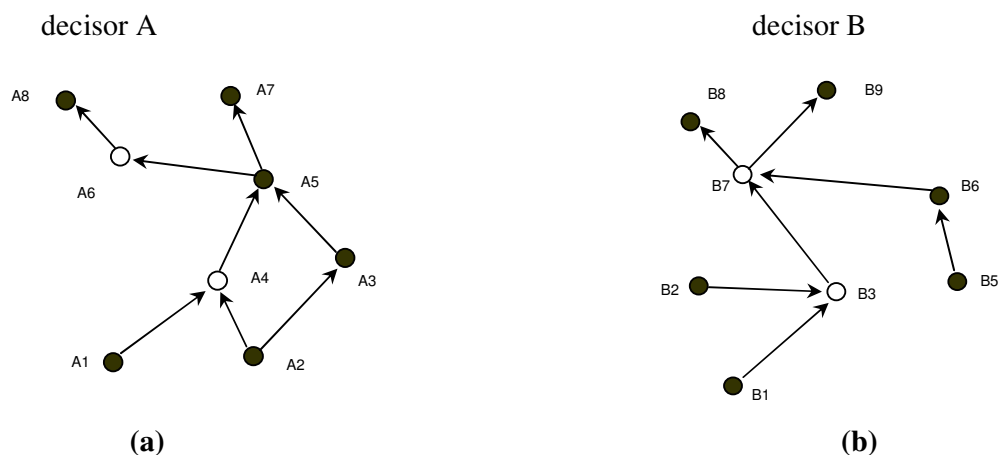 decisor A
decisor B
A8
A7
A6
A5
A4
A3
A1
A2
(a)
B8
B9
B7
B6
B2
B3
B5
B1
(b)